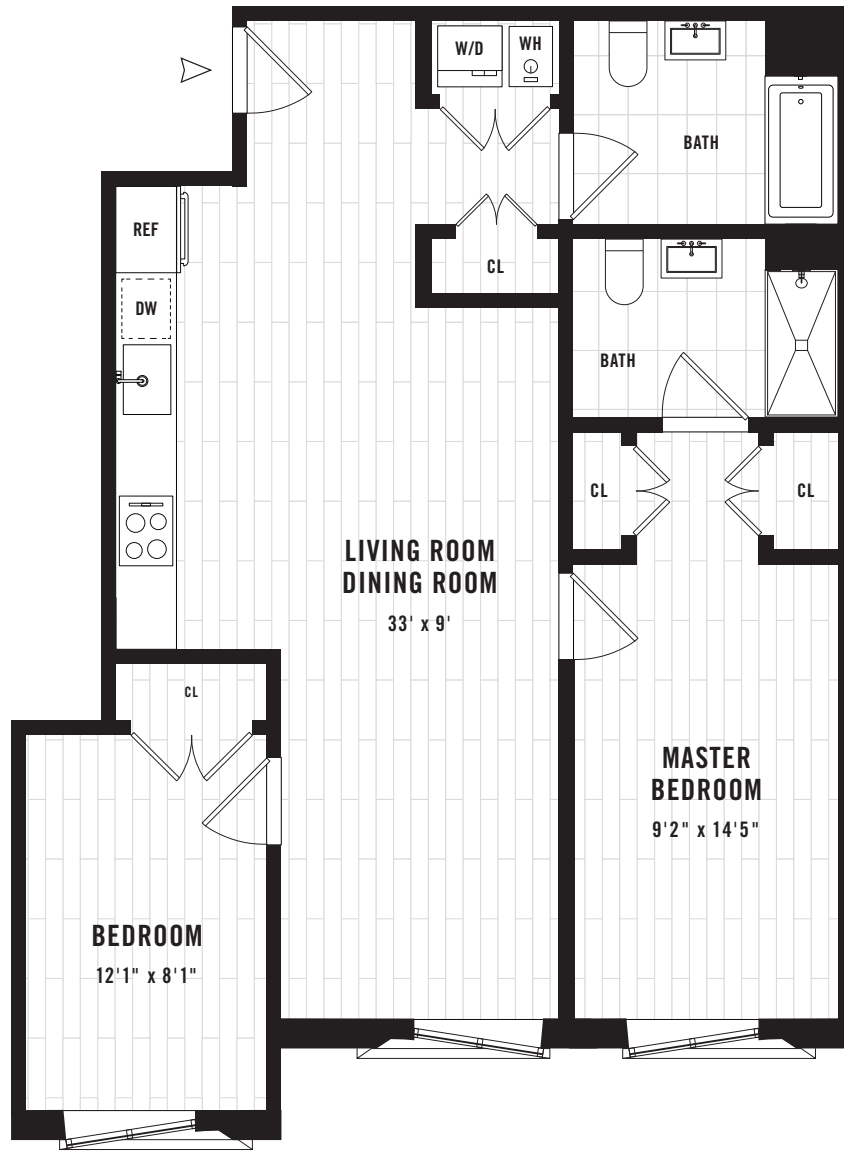 W/D
WH
BATH
REF
CL
DW
BATH
CL
CL
LIVING ROOM
DINING ROOM
33' x 9'
CL
MASTER
BEDROOM
9'2" x 14'5"
BEDROOM
12'1" x 8'1"